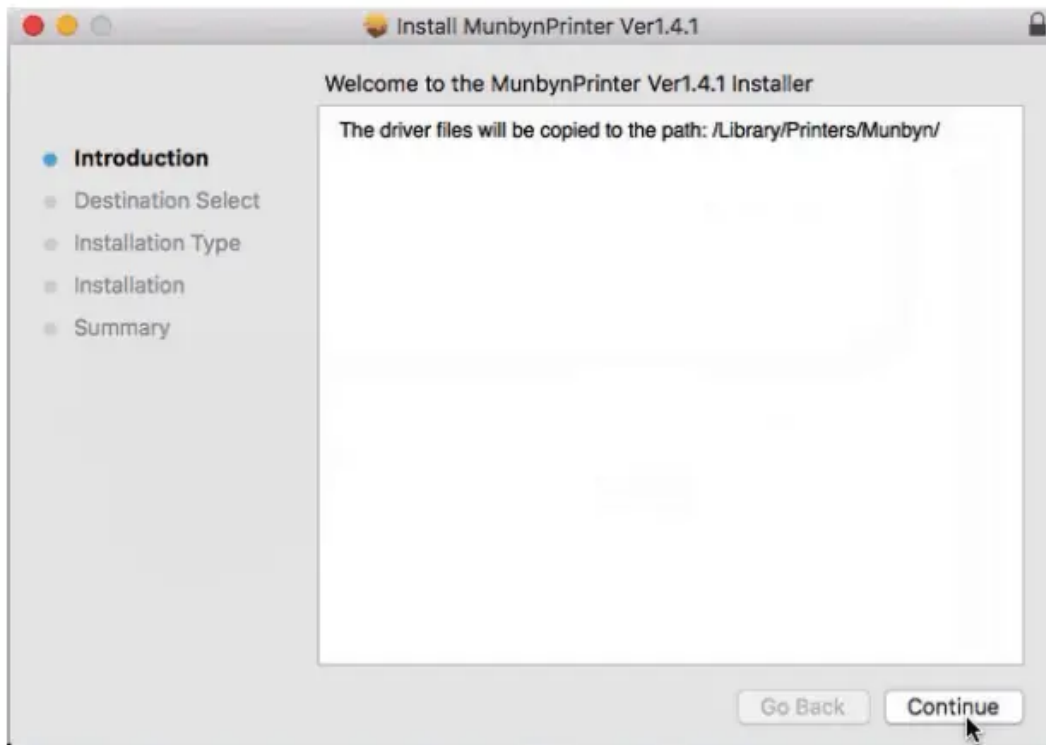 Install MunbynPrinter Ver1.4.1
Welcome to the MunbynPrinter Ver1.4.1 Installer
The driver files will be copied to the path: /Library/Printers/Munbyn/
Introduction
Destination Select
Installation Type
Installation
Summary
Go Back
Continue